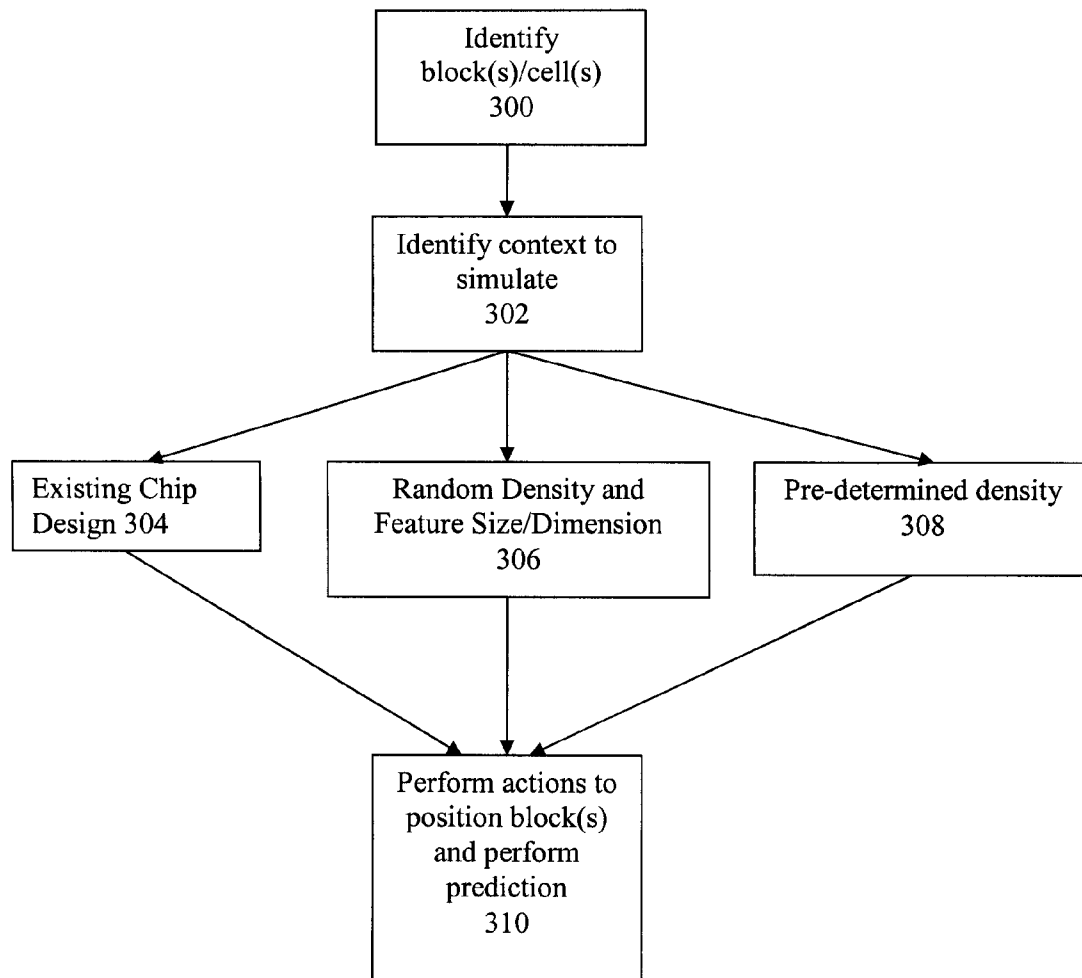 Identify
block(s)/cell(s)
300
Identify context to
simulate
302
Existing Chip
Design 304
Random Density and
Feature Size/Dimension
306
Pre-determined density
308
Perform actions to
position block(s)
and perform
prediction
310